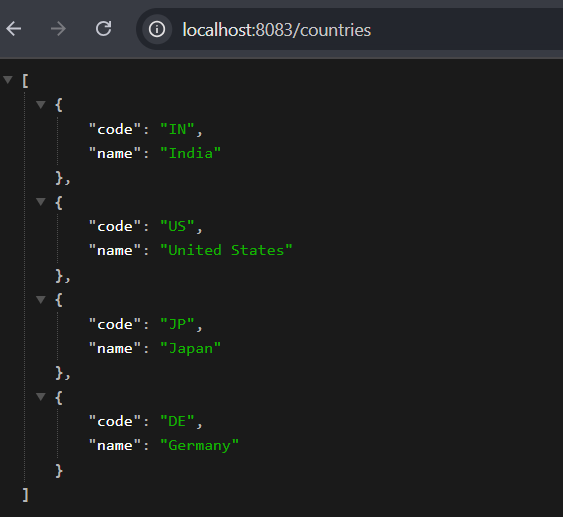 localhost:8083/countries
[
{
"code": "IN",
"name": "India"
},
{
"code": "US",
"name": "United States"
},
{
"code": "JP",
"name": "Japan"
},
{
"code": "DE",
"name": "Germany"
}
]